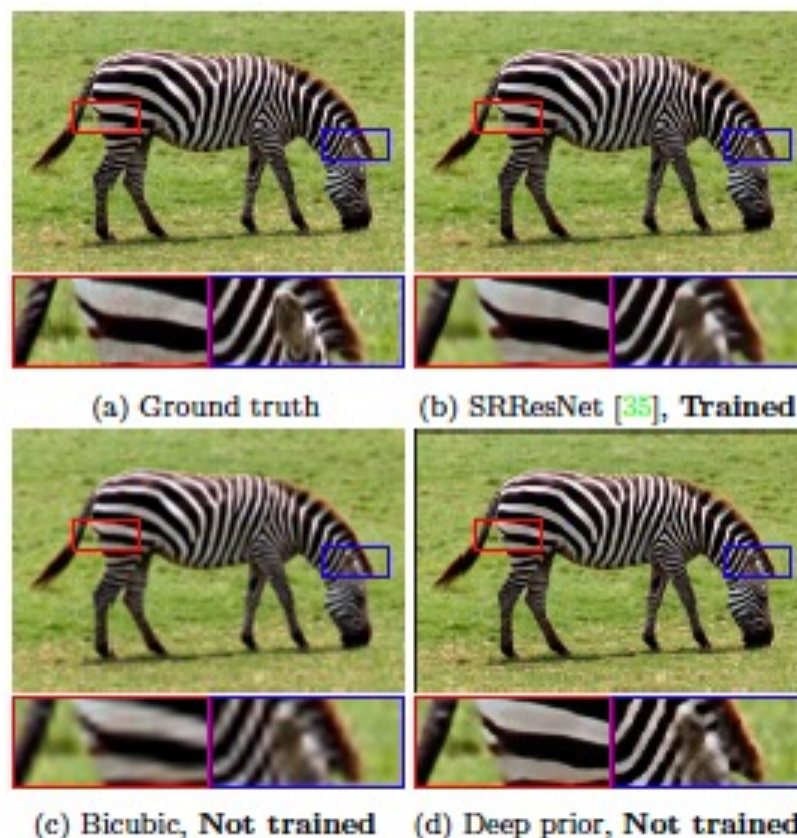 (a) Ground truth
(b) SRResNet [35], Trained
(c) Bicubic, Not trained
(d) Deep prior, Not trained